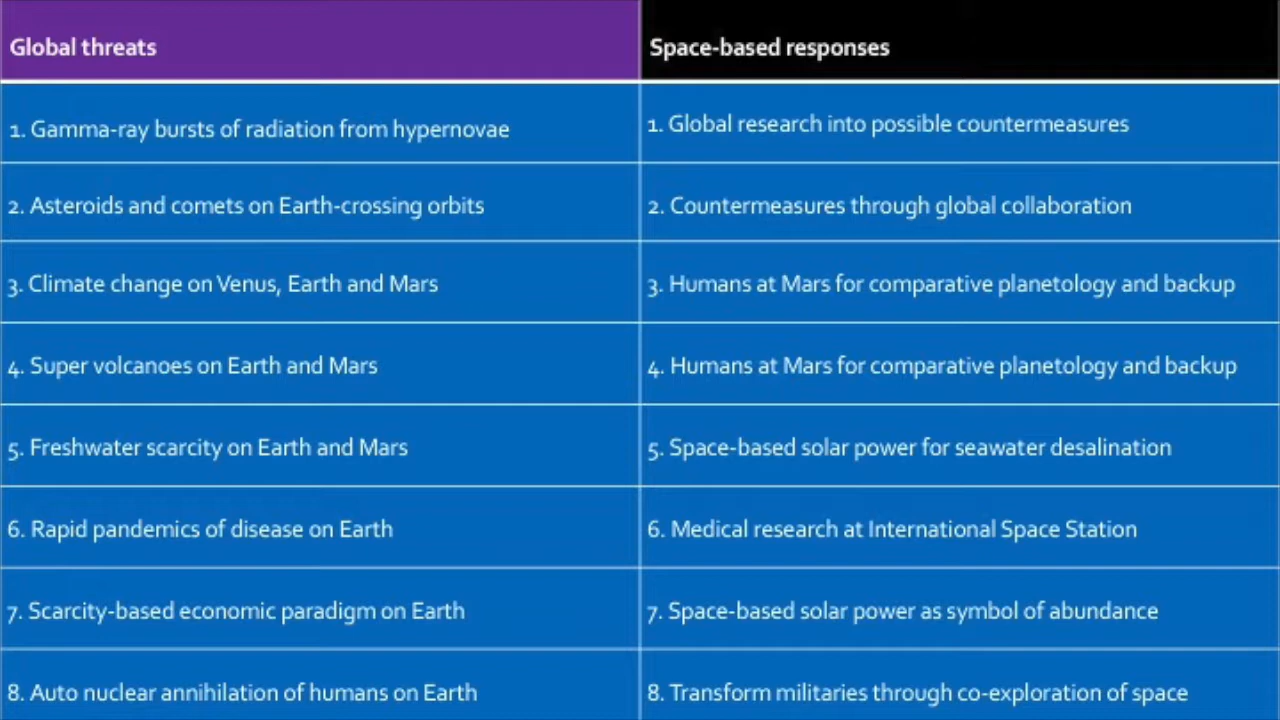 Global threats
Space-based responses
1. Gamma-ray bursts of radiation from hypernovae
1. Global research into possible countermeasures
2. Asteroids and comets on Earth-crossing orbits
2. Countermeasures through global collaboration
3. Climate change on Venus, Earth and Mars
3. Humans at Mars for comparative planetology and backup
4. Super volcanoes on Earth and Mars
4. Humans at Mars for comparative planetology and backup
5. Freshwater scarcity on Earth and Mars
5. Space-based solar power for seawater desalination
6. Rapid pandemics of disease on Earth
6. Medical research at International Space Station
7. Scarcity-based economic paradigm on Earth
7. Space-based solar power as symbol of abundance
8. Auto nuclear annihilation of humans on Earth
8. Transform militaries through co-exploration of space